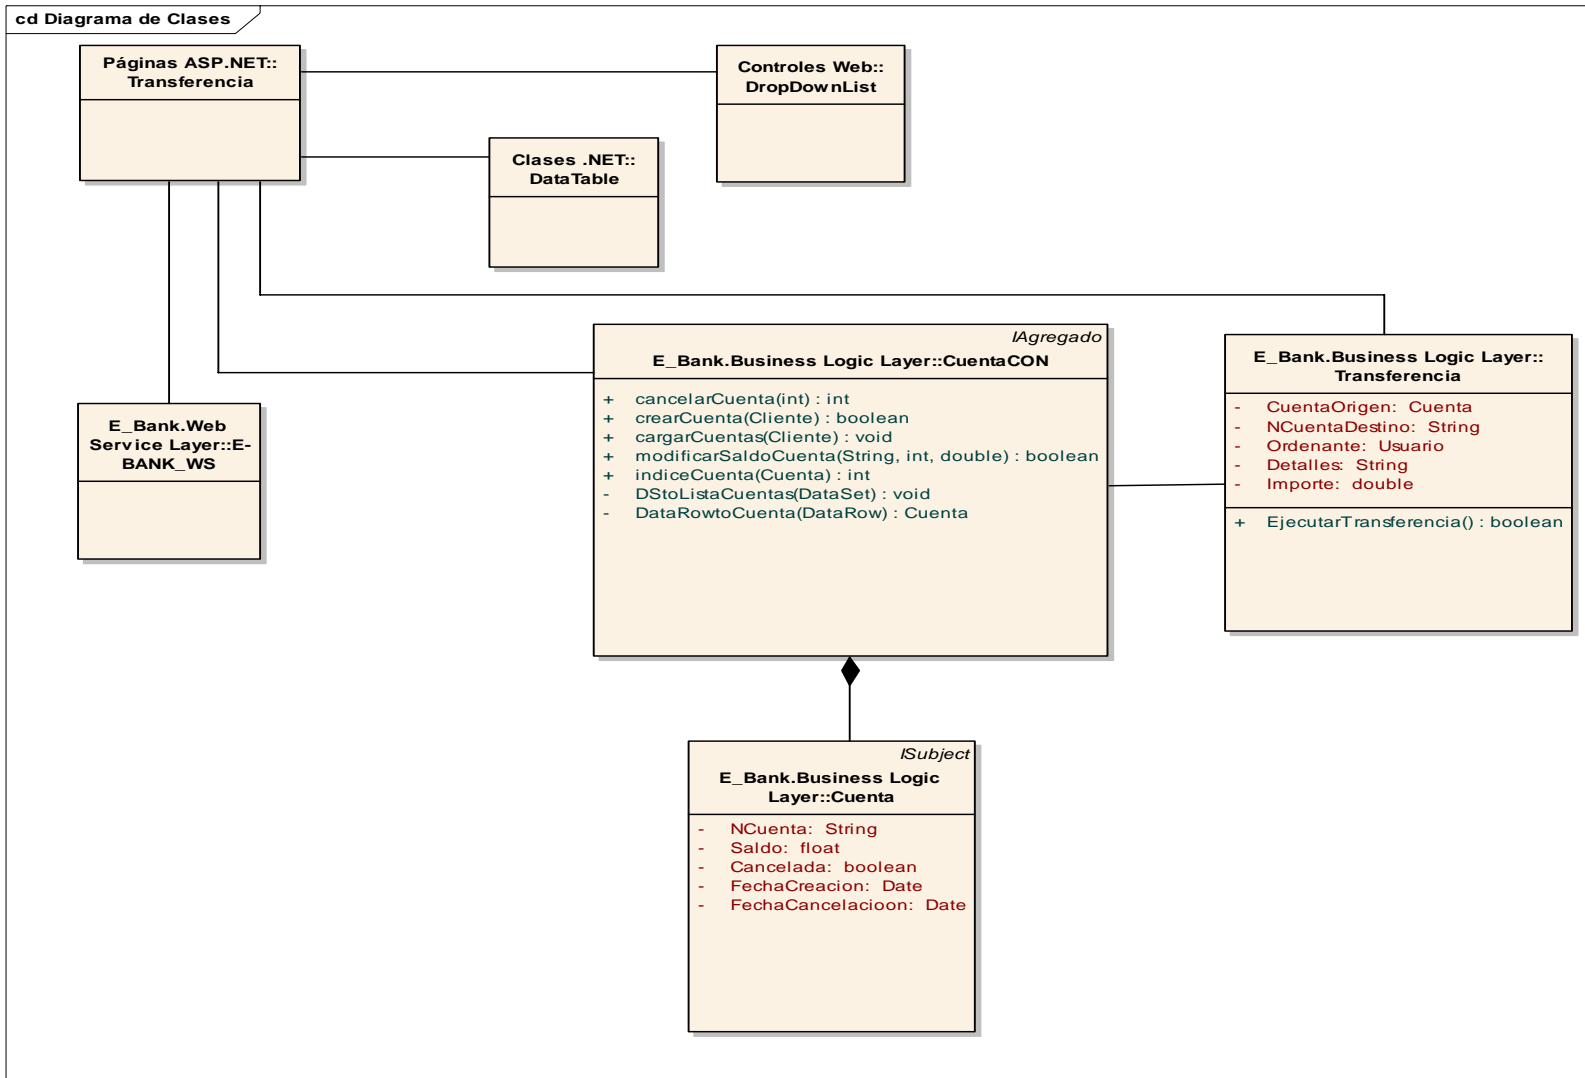 cd Diagrama de Clases
Páginas ASP.NET::
Transferencia
Controles Web::
DropDownList
Clases .NET::
DataTable
IAgregado
E_Bank.Business Logic Layer::CuentaCON
+ cancelarCuenta(int) : int
+ crearCuenta(Cliente) : boolean
+ cargarCuentas(Cliente) : void
+ modificarSaldoCuenta(String, int, double) : boolean
+ indiceCuenta(Cuenta) : int
- DStoListaCuentas(DataSet) : void
- DataRowtoCuenta(DataRow) : Cuenta
E_Bank.Business Logic Layer::
Transferencia
- CuentaOrigen: Cuenta
- NCuentaDestino: String
- Ordenante: Usuario
- Detalles: String
- Importe: double
+ EjecutarTransferencia() : boolean
E_Bank.Web
Service Layer::E-
BANK_WS
ISubject
E_Bank.Business Logic
Layer::Cuenta
- NCuenta: String
- Saldo: float
- Cancelada: boolean
- FechaCreacion: Date
- FechaCancelacioon: Date